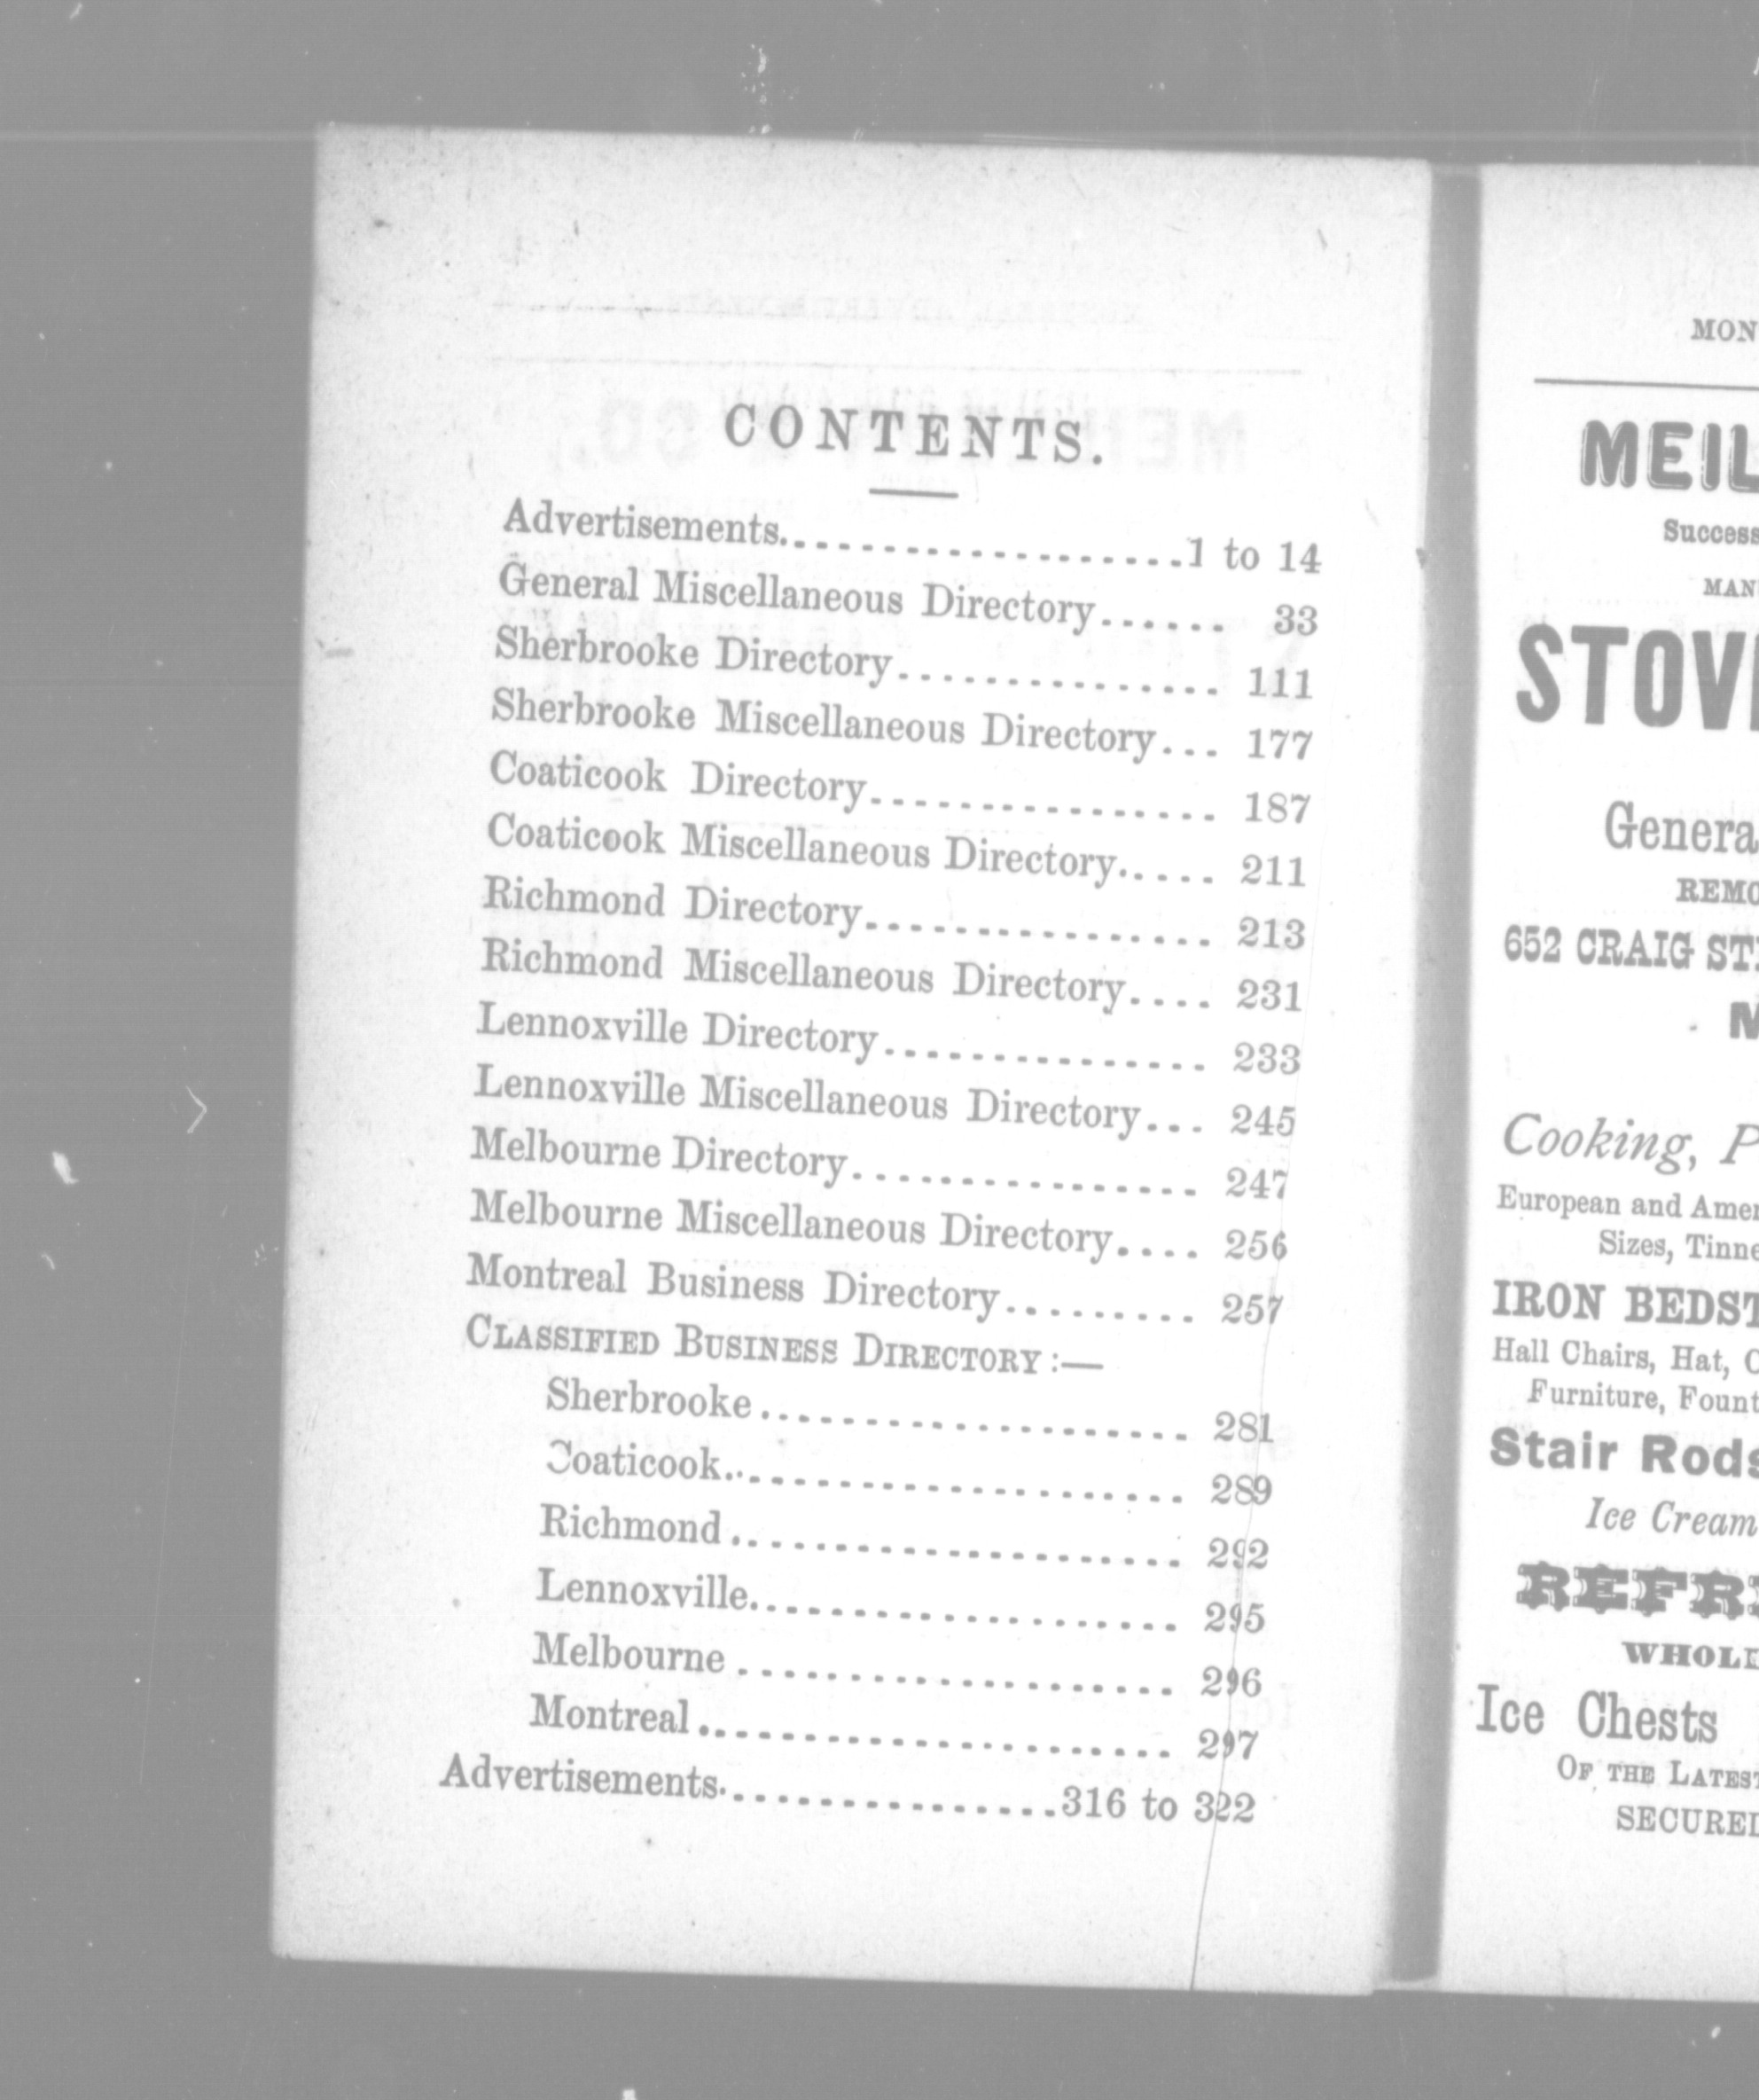 CONTENTS.
Advertisements..................1 to 14
General Miscellaneous Directory...... 33
Sherbrooke Directory............... 111
Sherbrooke Miscellaneous Directory... 177
Coaticook Directory................ 187
Coaticook Miscellaneous Directory..... 211
Richmond Directory................ 213
Richmond Miscellaneous Directory.... 231
Lennoxville Directory............... 233
Lennoxville Miscellaneous Directory... 245
Melbourne Directory................ 247
Melbourne Miscellaneous Directory.... 256
Montreal Business Directory......... 257
CLASSIFIED BUSINESS DIRECTORY :—
Sherbrooke.................... 281
Coaticook...................... 289
Richmond..................... 292
Lennoxville.................... 295
Melbourne .................... 296
Montreal...................... 297
Advertisements................316 to 322
MON
MEIL
Success
MAN
STOV
Genera
REMO
652 CRAIG ST
M
Cooking, P
European and Amer
Sizes, Tinne
IRON BEDST
Hall Chairs, Hat, C
Furniture, Fount
Stair Rods
Ice Cream
REFRI
WHOLE
Ice Chests
OF THE LATEST
SECURED